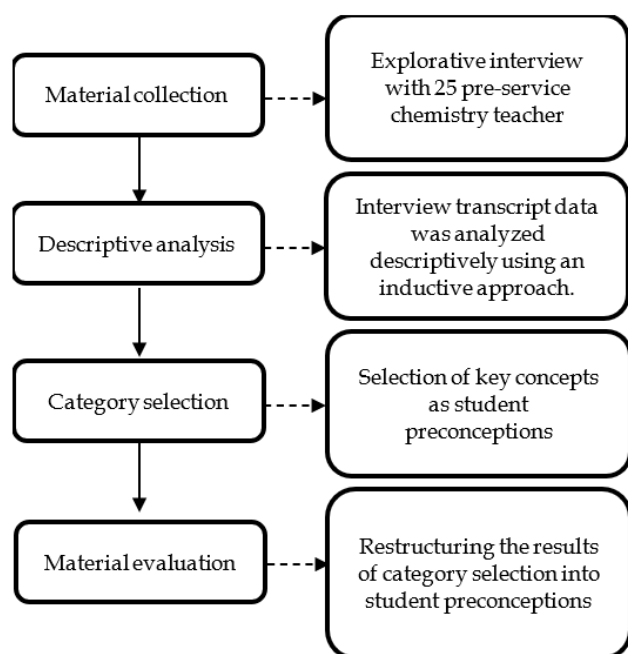 Material collection
Explorative interview
with 25 pre-service
chemistry teacher
Descriptive analysis
Interview transcript data
was analyzed
descriptively using an
inductive approach.
Category selection
Selection of key concepts
as student
preconceptions
Material evaluation
Restructuring the results
of category selection into
student preconceptions